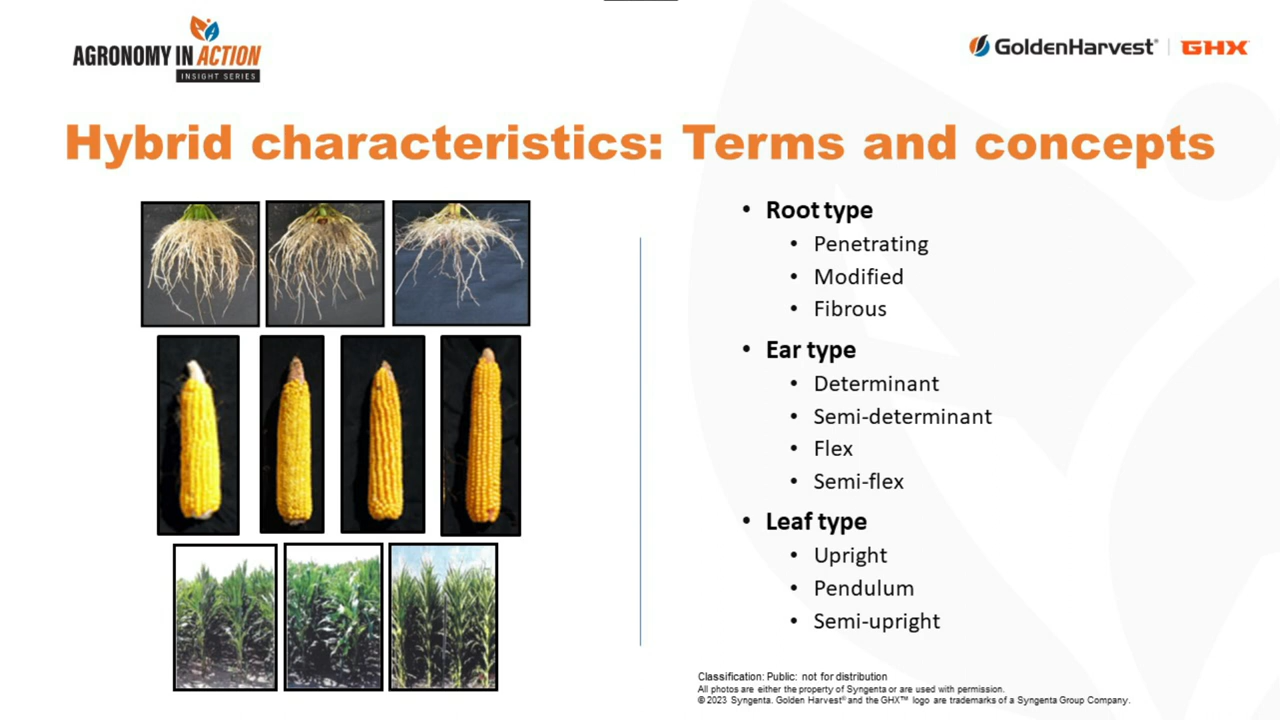 AGRONOMY IN ACTION
INSIGHT SERIES
GoldenHarvest® | GHX
Hybrid characteristics: Terms and concepts
• Root type
• Penetrating
• Modified
• Fibrous
• Ear type
• Determinant
• Semi-determinant
• Flex
• Semi-flex
• Leaf type
• Upright
• Pendulum
• Semi-upright
Classification: Public: not for distribution
All photos are either the property of Syngenta or are used with permission.
© 2023 Syngenta. Golden Harvest® and the GHX™ logo are trademarks of a Syngenta Group Company.